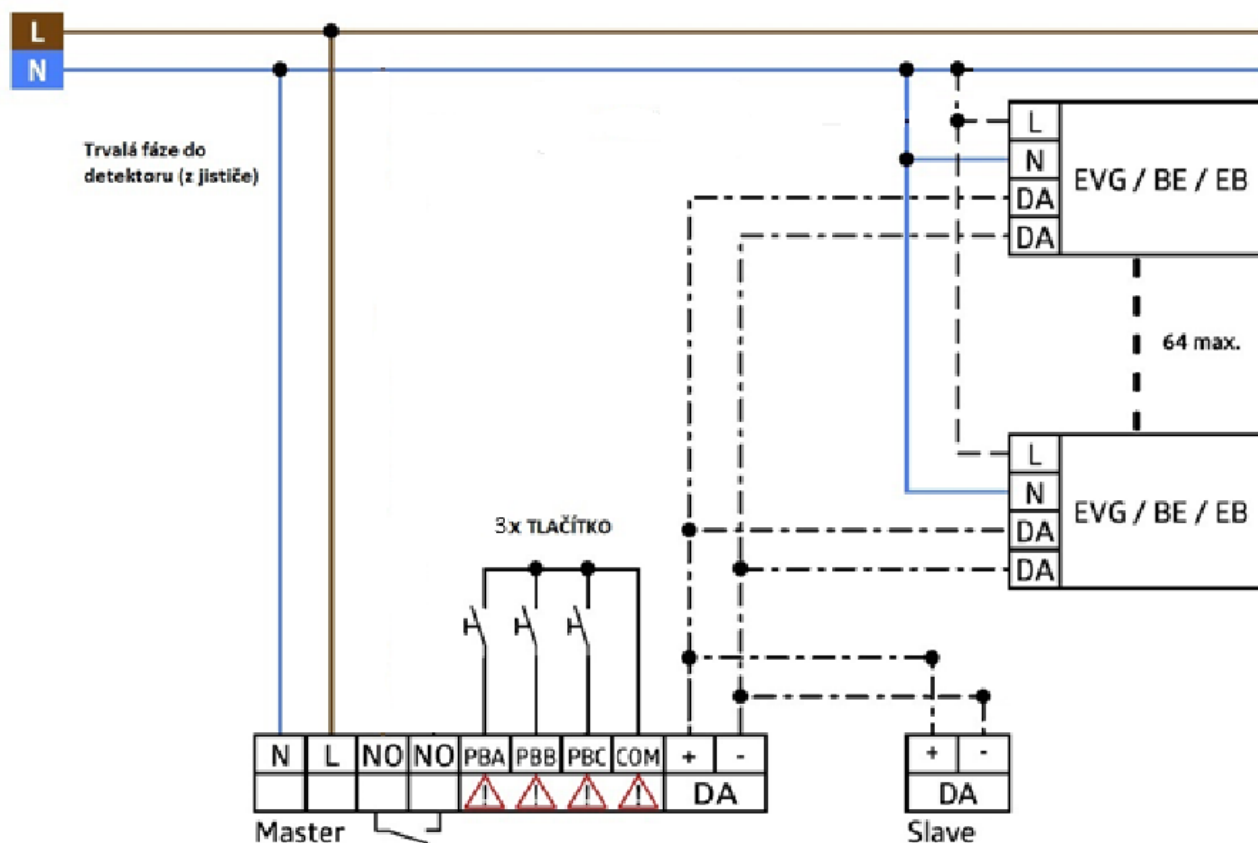 L
N
Trvalá fáze do
detektoru (z jističe)
L
N
DA
DA
EVG / BE / EB
64 max.
L
N
DA
DA
EVG / BE / EB
3x TLAČÍTKO
N L NO NO PBA PBB PBC COM + -
DA
+ -
DA
Master
Slave